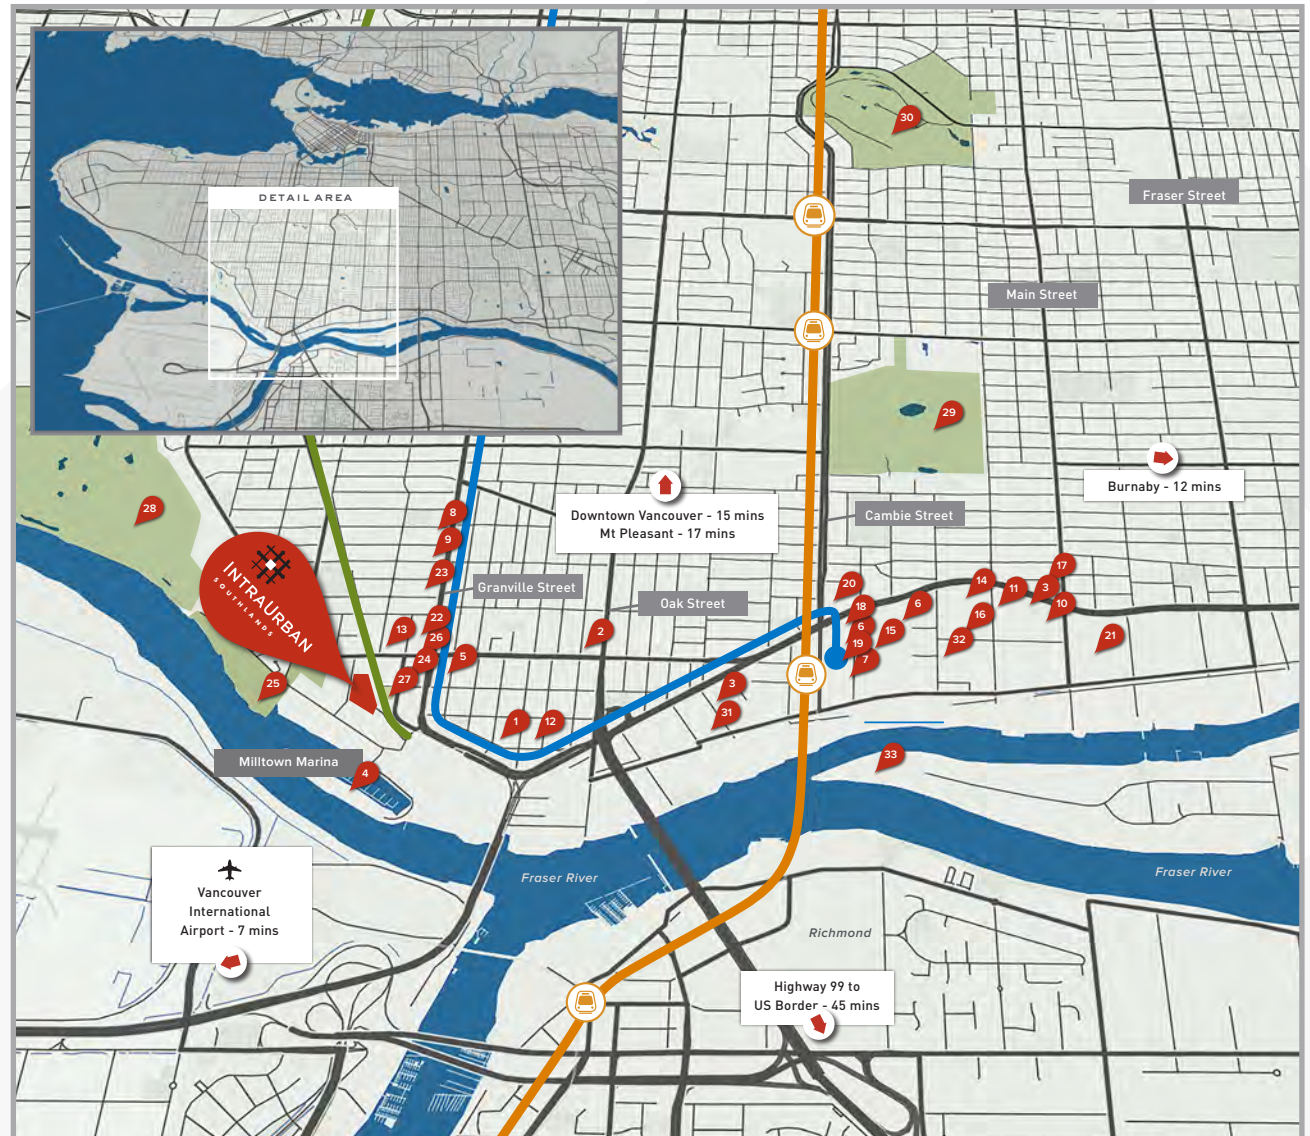 DETAIL AREA
30
Fraser Street
Main Street
29
Burnaby - 12 mins
Downtown Vancouver - 15 mins
Mt Pleasant - 17 mins
Cambie Street
28
8
9
23
Granville Street
Oak Street
INTRAURBAN
SOUTHLANDS
13
22
26
24
5
27
2
25
20
18
6
6
15
19
7
14
11
3
17
10
16
32
21
3
31
1
12
Milltown Marina
4
33
Vancouver
International
Airport - 7 mins
Fraser River
Fraser River
Richmond
Highway 99 to
US Border - 45 mins